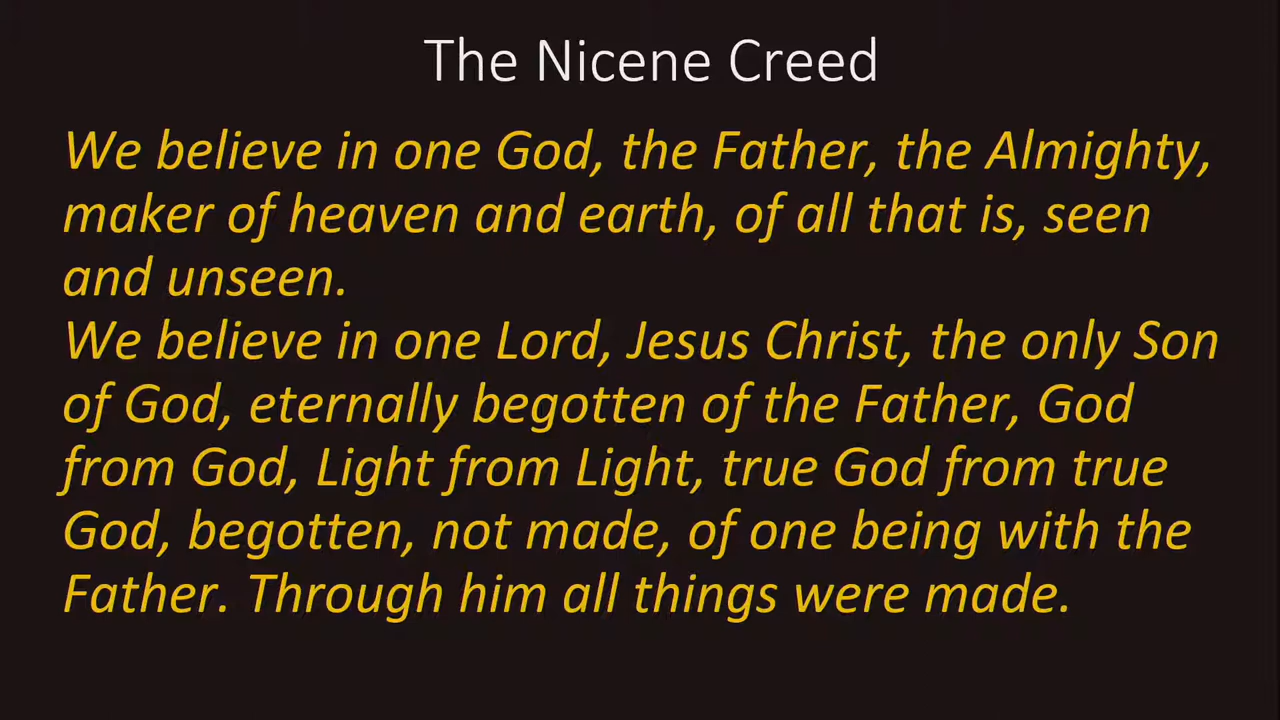 The Nicene Creed
We believe in one God, the Father, the Almighty,
maker of heaven and earth, of all that is, seen
and unseen.
We believe in one Lord, Jesus Christ, the only Son
of God, eternally begotten of the Father, God
from God, Light from Light, true God from true
God, begotten, not made, of one being with the
Father. Through him all things were made.